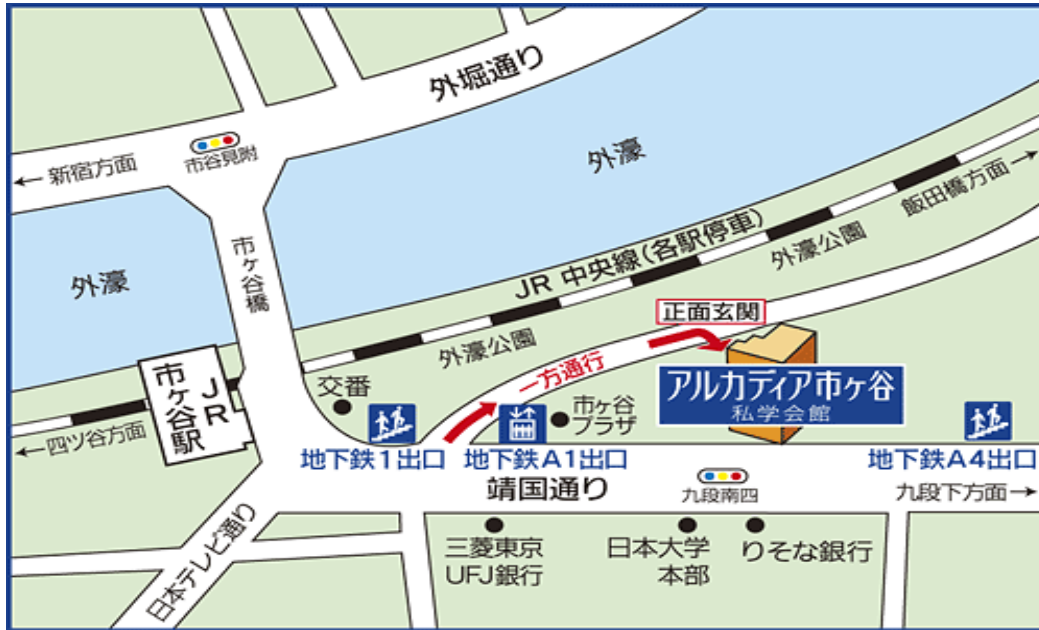 外堀通り
市谷見附
← 新宿方面
外濠
飯田橋方面 →
市ヶ谷橋
外濠
JR 中央線(各駅停車)
外濠公園
正面玄関
外濠公園
一方通行
アルカディア市ヶ谷
私学会館
JR
市ヶ谷駅
交番
市ヶ谷
プラザ
← 四ツ谷方面
地下鉄1出口
地下鉄A1出口
地下鉄A4出口
靖国通り
九段南四
九段下方面 →
日本テレビ通り
三菱東京
UFJ銀行
日本大学
本部
りそな銀行